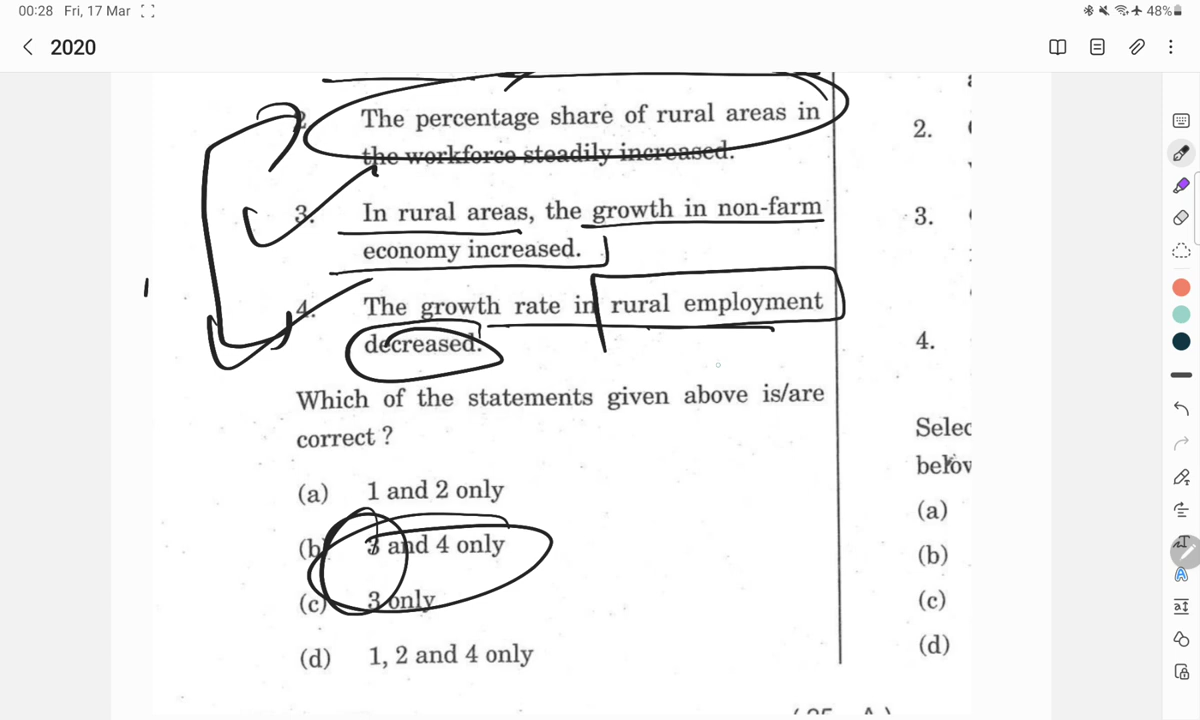 00:28 Fri, 17 Mar
48%
2020
2
The percentage share of rural areas in
the workforce steadily increased.
3. In rural areas, the growth in non-farm
economy increased.
4. The growth rate in rural employment
decreased.
Which of the statements given above is/are
correct ?
(a) 1 and 2 only
(b) 3 and 4 only
(c) 3 only
(d) 1, 2 and 4 only
2.
3.
4.
Selec
below
(a)
(b)
(c)
(d)